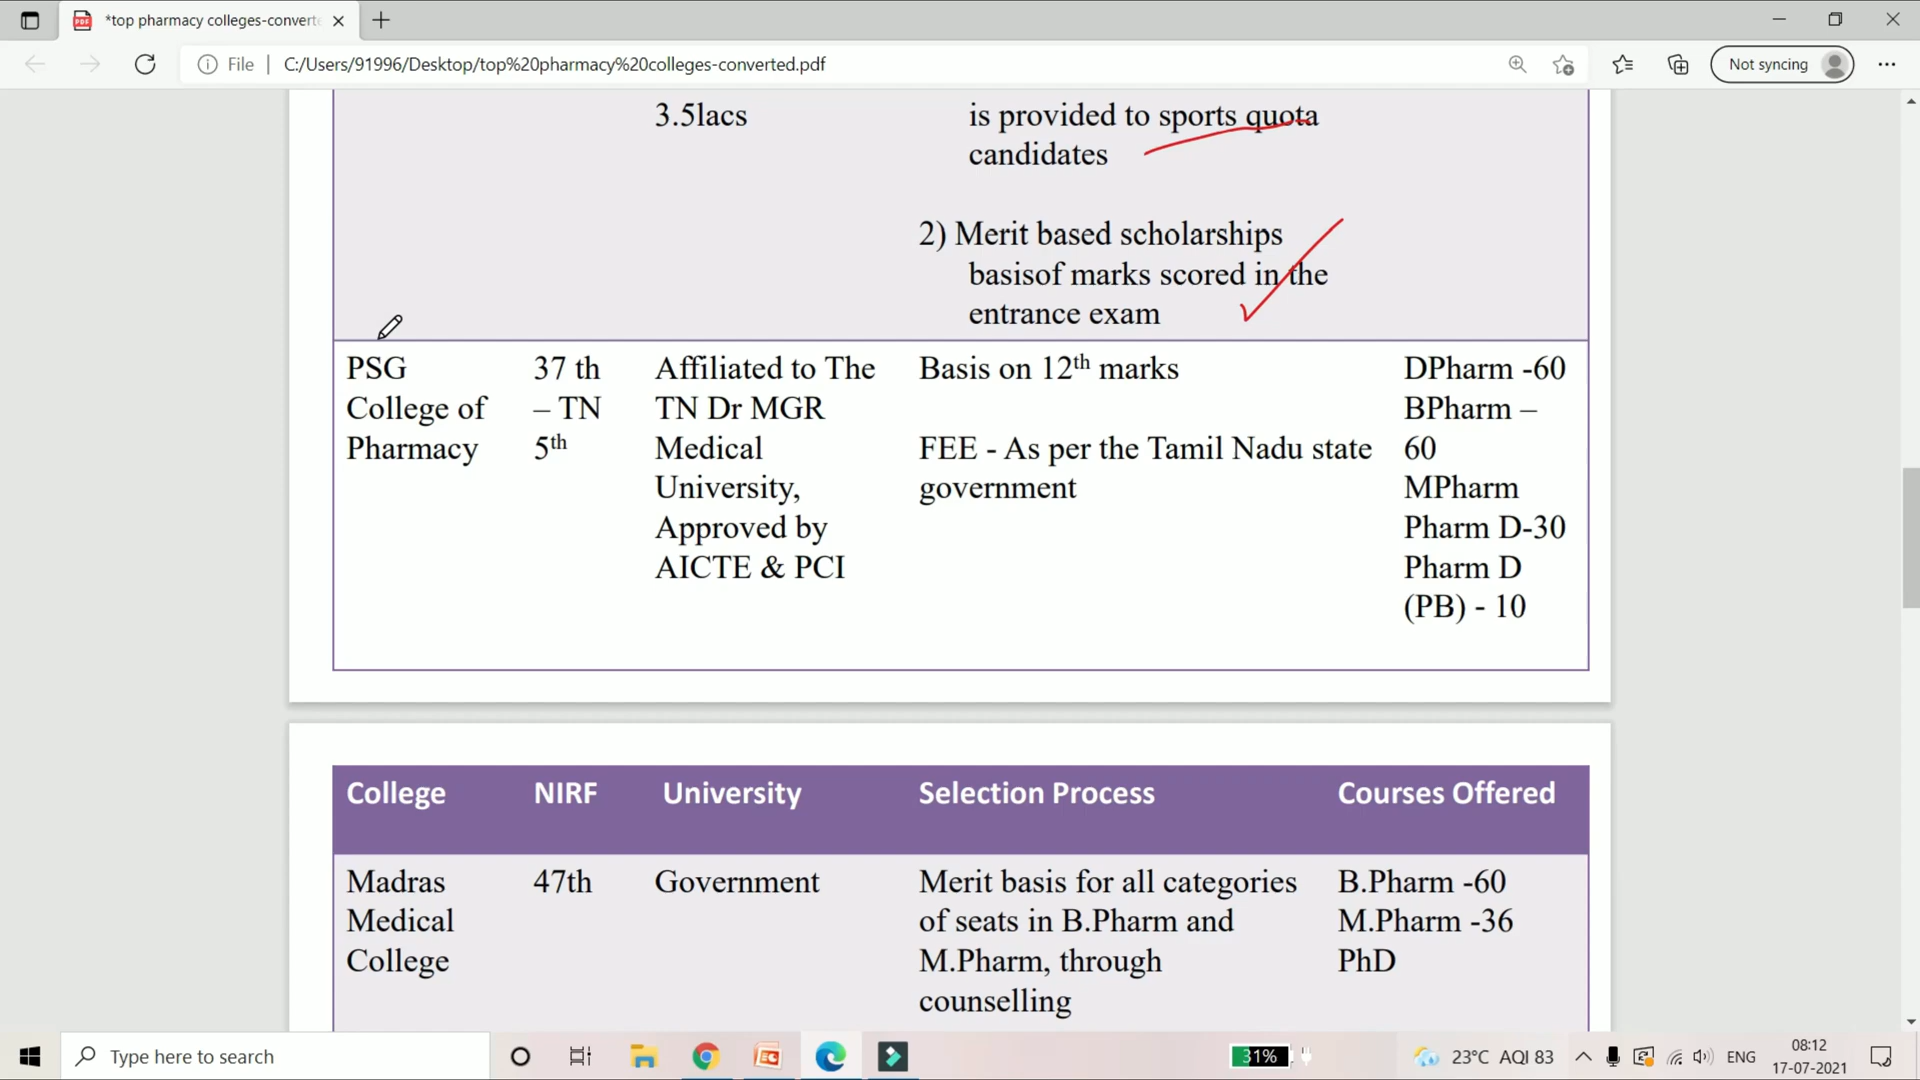 *top pharmacy colleges-converte
File
C:/Users/91996/Desktop/top%20pharmacy%20colleges-converted.pdf
Not syncing
3.5lacs
is provided to sports quota
candidates
2) Merit based scholarships
basisof marks scored in the
entrance exam
PSG
College of
Pharmacy
37 th
– TN
5th
Affiliated to The
TN Dr MGR
Medical
University,
Approved by
AICTE & PCI
Basis on 12th marks
FEE - As per the Tamil Nadu state
government
DPharm -60
BPharm –
60
MPharm
Pharm D-30
Pharm D
(PB) - 10
College NIRF University Selection Process Courses Offered
Madras
Medical
College
47th
Government
Merit basis for all categories
of seats in B.Pharm and
M.Pharm, through
counselling
B.Pharm -60
M.Pharm -36
PhD
Type here to search
31%
23°C AQI 83
ENG
08:12
17-07-2021